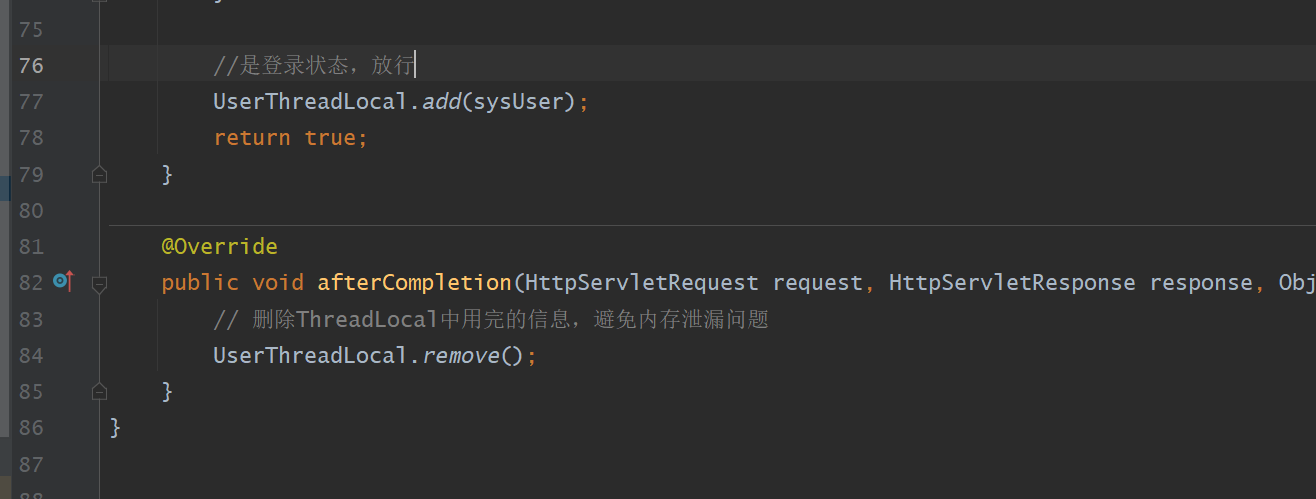 75
76 //是登录状态，放行
77 UserThreadLocal.add(sysUser);
78 return true;
79 }
80
81 @Override
82 public void afterCompletion(HttpServletRequest request, HttpServletResponse response, Obj
83 // 删除ThreadLocal中用完的信息，避免内存泄漏问题
84 UserThreadLocal.remove();
85 }
86 }
87